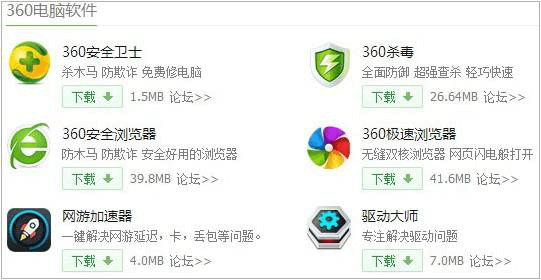 360电脑软件
360安全卫士
杀木马 防欺诈 免费修电脑
下载 1.5MB 论坛>>
360杀毒
全面防御 超强查杀 轻巧快速
下载 26.64MB 论坛>>
360安全浏览器
防木马 防欺诈 安全好用的浏览器
下载 39.8MB 论坛>>
360极速浏览器
无缝双核浏览器 网页闪电般打开
下载 41.6MB 论坛>>
网游加速器
一键解决网游延迟，卡，丢包等问题。
下载 4.0MB 论坛>>
驱动大师
专注解决驱动问题
下载 7.0MB 论坛>>